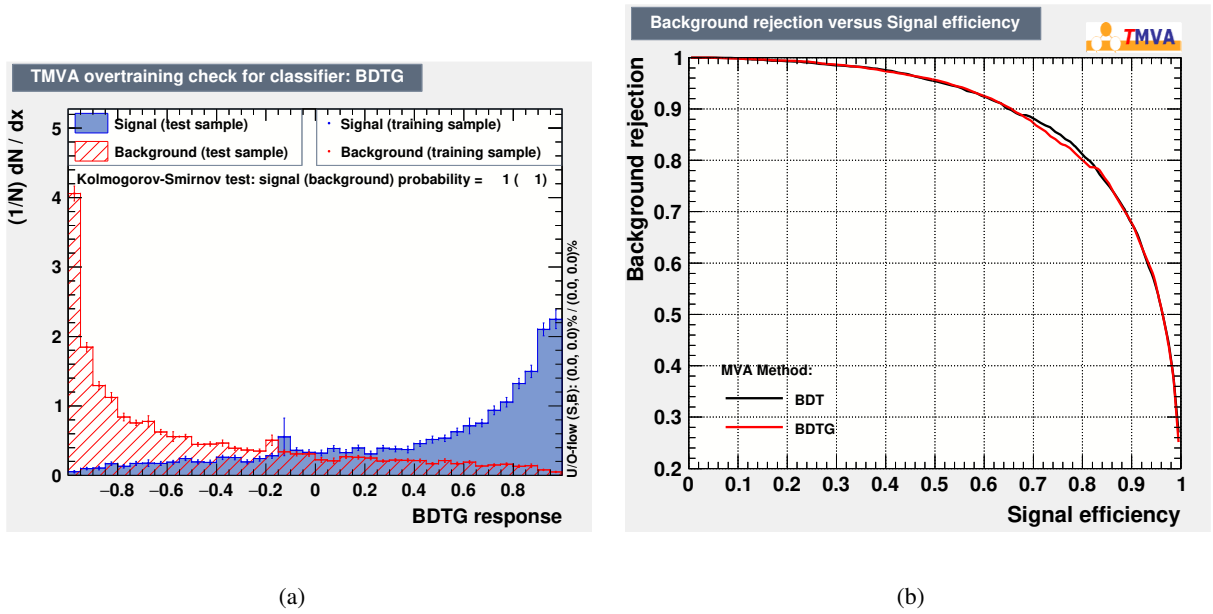 TMVA overtraining check for classifier: BDTG
(1/N) dN / dx
Signal (test sample)
Background (test sample)
Signal (training sample)
Background (training sample)
Kolmogorov-Smirnov test: signal (background) probability = 1 ( 1)
5
4
3
2
1
0
−0.8 −0.6 −0.4 −0.2 0 0.2 0.4 0.6 0.8
BDTG response
U/O-flow (S,B): (0.0, 0.0)% / (0.0, 0.0)%
(a)
Background rejection versus Signal efficiency
TMVA
Background rejection
1
0.9
0.8
0.7
0.6
0.5
0.4
0.3
0.2
MVA Method:
BDT
BDTG
0 0.1 0.2 0.3 0.4 0.5 0.6 0.7 0.8 0.9 1
Signal efficiency
(b)